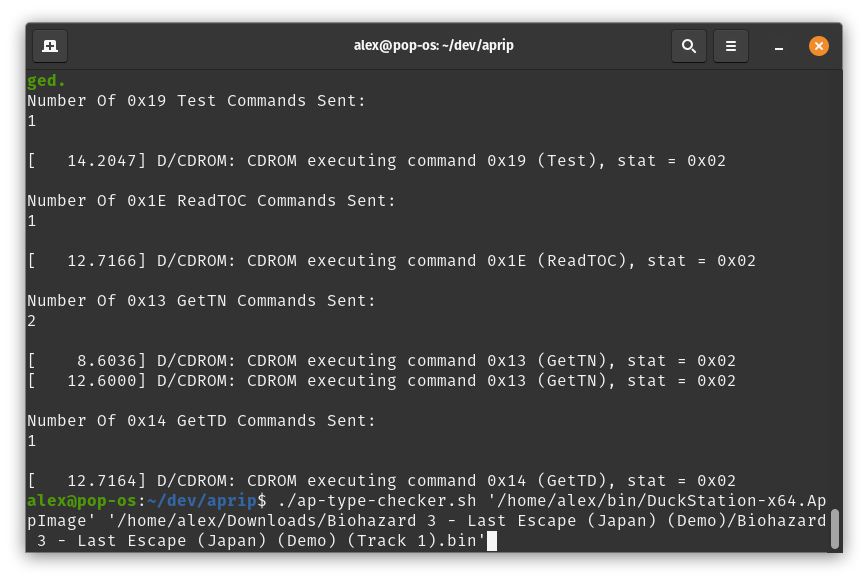 alex@pop-os: ~/dev/aprip
ged.
Number Of 0x19 Test Commands Sent:
1
[   14.2047] D/CDROM: CDROM executing command 0x19 (Test), stat = 0x02
Number Of 0x1E ReadTOC Commands Sent:
1
[   12.7166] D/CDROM: CDROM executing command 0x1E (ReadTOC), stat = 0x02
Number Of 0x13 GetTN Commands Sent:
2
[    8.6036] D/CDROM: CDROM executing command 0x13 (GetTN), stat = 0x02
[   12.6000] D/CDROM: CDROM executing command 0x13 (GetTN), stat = 0x02
Number Of 0x14 GetTD Commands Sent:
1
[   12.7164] D/CDROM: CDROM executing command 0x14 (GetTD), stat = 0x02
alex@pop-os:~/dev/aprip$ ./ap-type-checker.sh '/home/alex/bin/DuckStation-x64.Ap
pImage' '/home/alex/Downloads/Biohazard 3 - Last Escape (Japan) (Demo)/Biohazard
 3 - Last Escape (Japan) (Demo) (Track 1).bin'